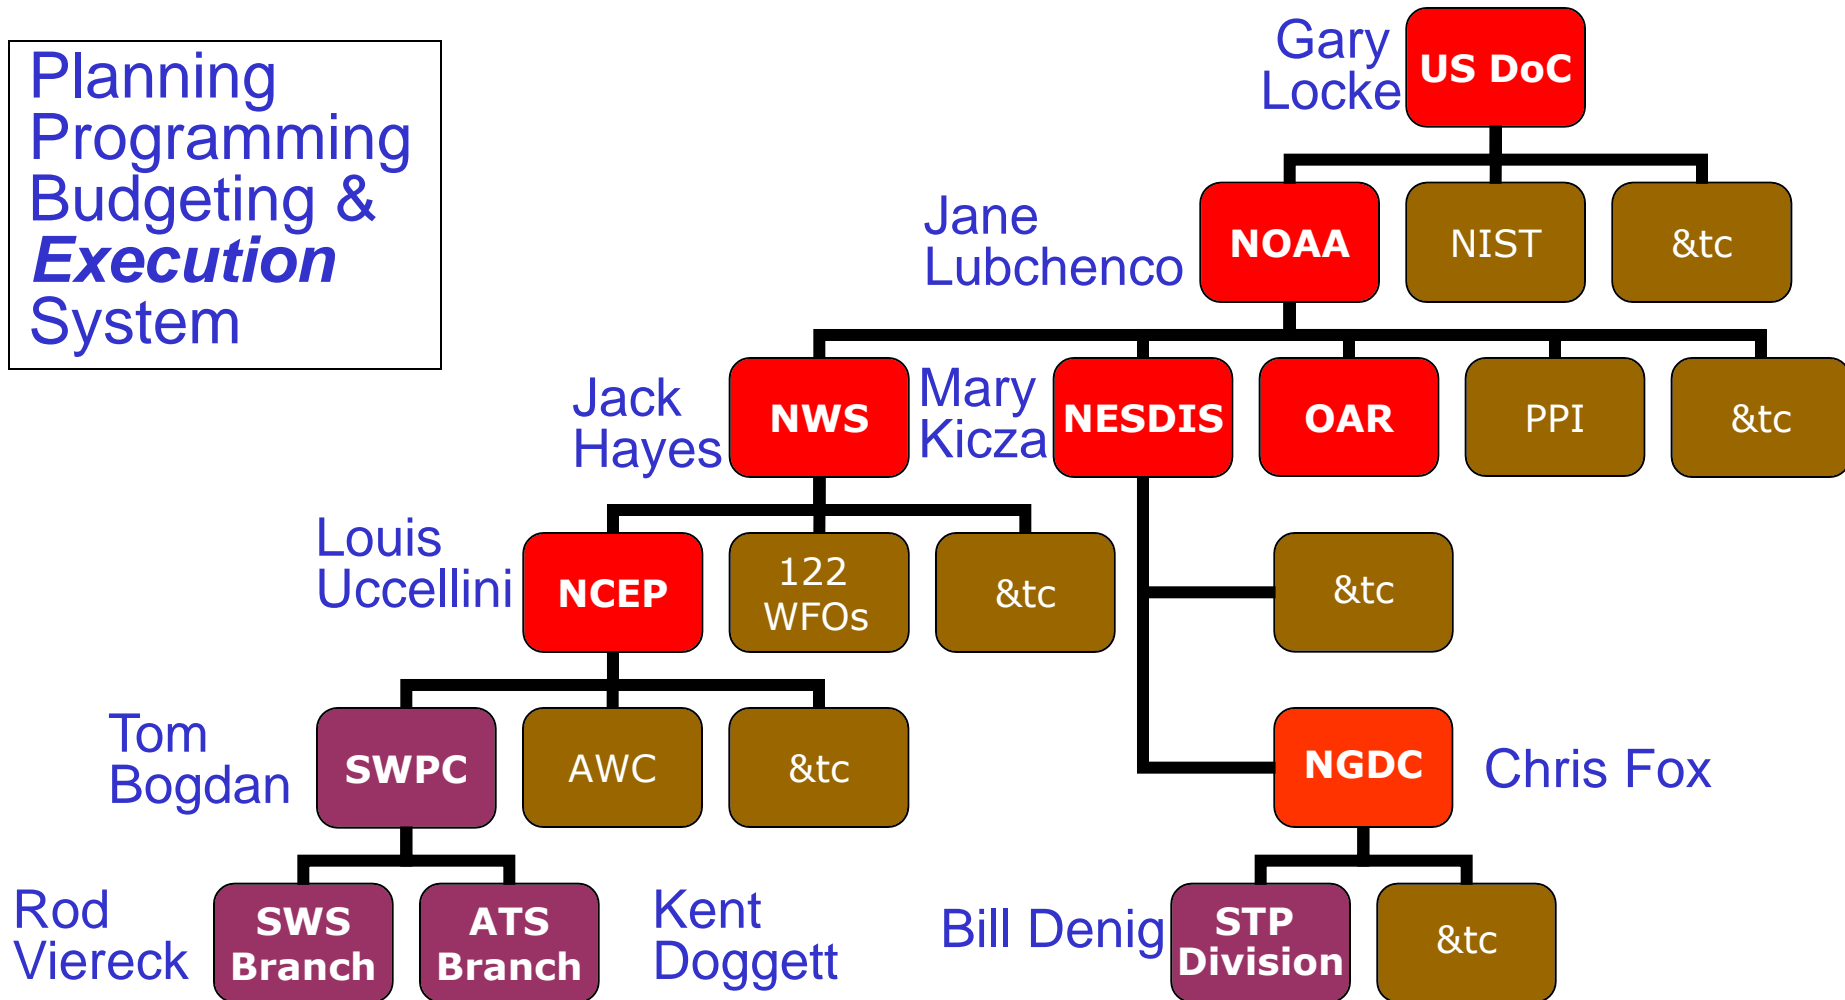 Planning
Programming
Budgeting &
Execution
System
Gary
Locke
US DoC
Jane
Lubchenco
NOAA
NIST
&tc
Jack
Hayes
NWS
Mary
Kicza
NESDIS
OAR
PPI
&tc
Louis
Uccellini
NCEP
122
WFOs
&tc
&tc
Tom
Bogdan
SWPC
AWC
&tc
NGDC
Chris Fox
Rod
Viereck
SWS
Branch
ATS
Branch
Kent
Doggett
Bill Denig
STP
Division
&tc